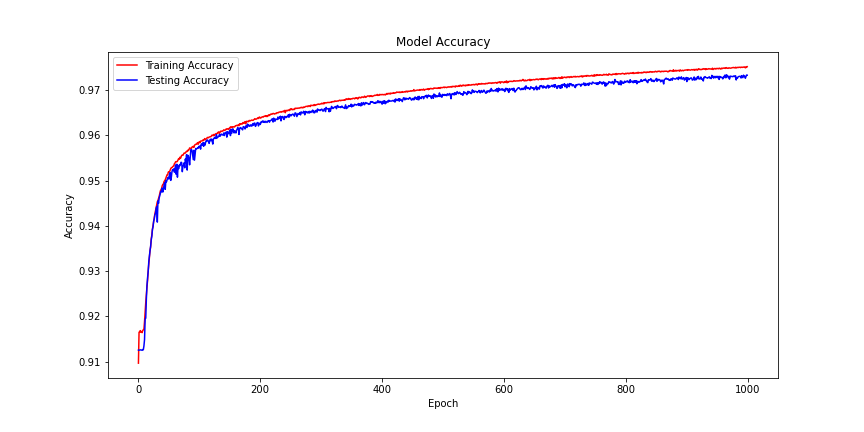 Model Accuracy
Training Accuracy
Testing Accuracy
0.97
0.96
0.95
0.94
0.93
0.92
0.91
Accuracy
0 200 400 600 800 1000
Epoch